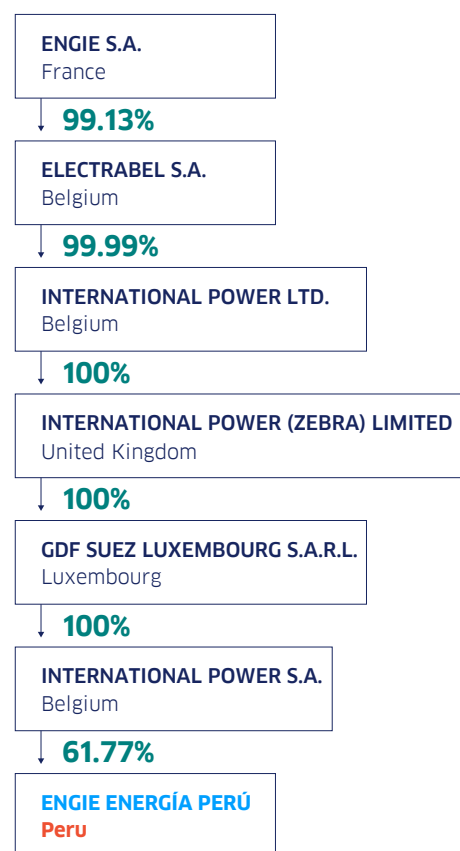 ENGIE S.A.
France
99.13%
ELECTRABEL S.A.
Belgium
99.99%
INTERNATIONAL POWER LTD.
Belgium
100%
INTERNATIONAL POWER (ZEBRA) LIMITED
United Kingdom
100%
GDF SUEZ LUXEMBOURG S.A.R.L.
Luxembourg
100%
INTERNATIONAL POWER S.A.
Belgium
61.77%
ENGIE ENERGÍA PERÚ
Peru